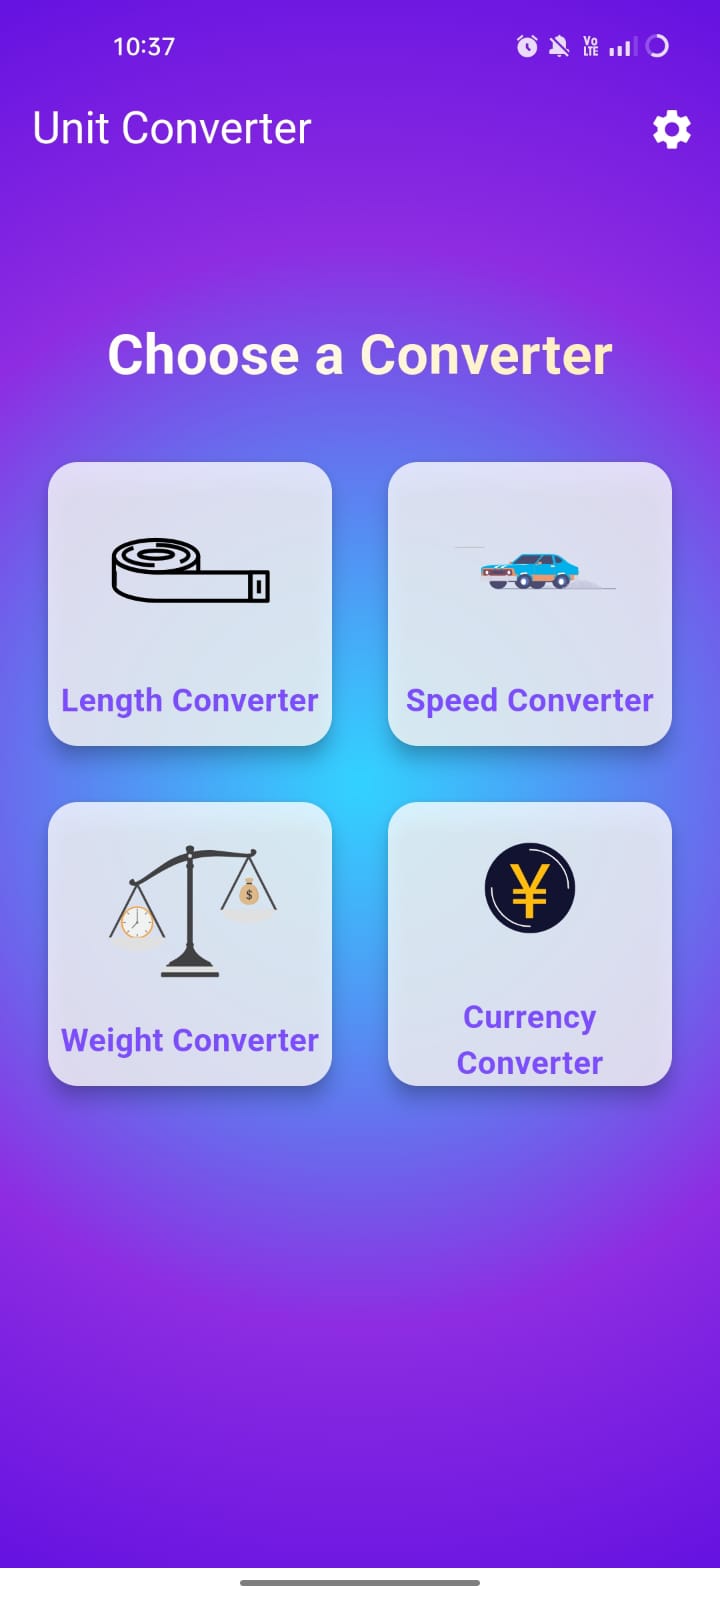 10:37
Vo
LTE
Unit Converter
Choose a Converter
Length Converter
Speed Converter
$
¥
Weight Converter
Currency
Converter